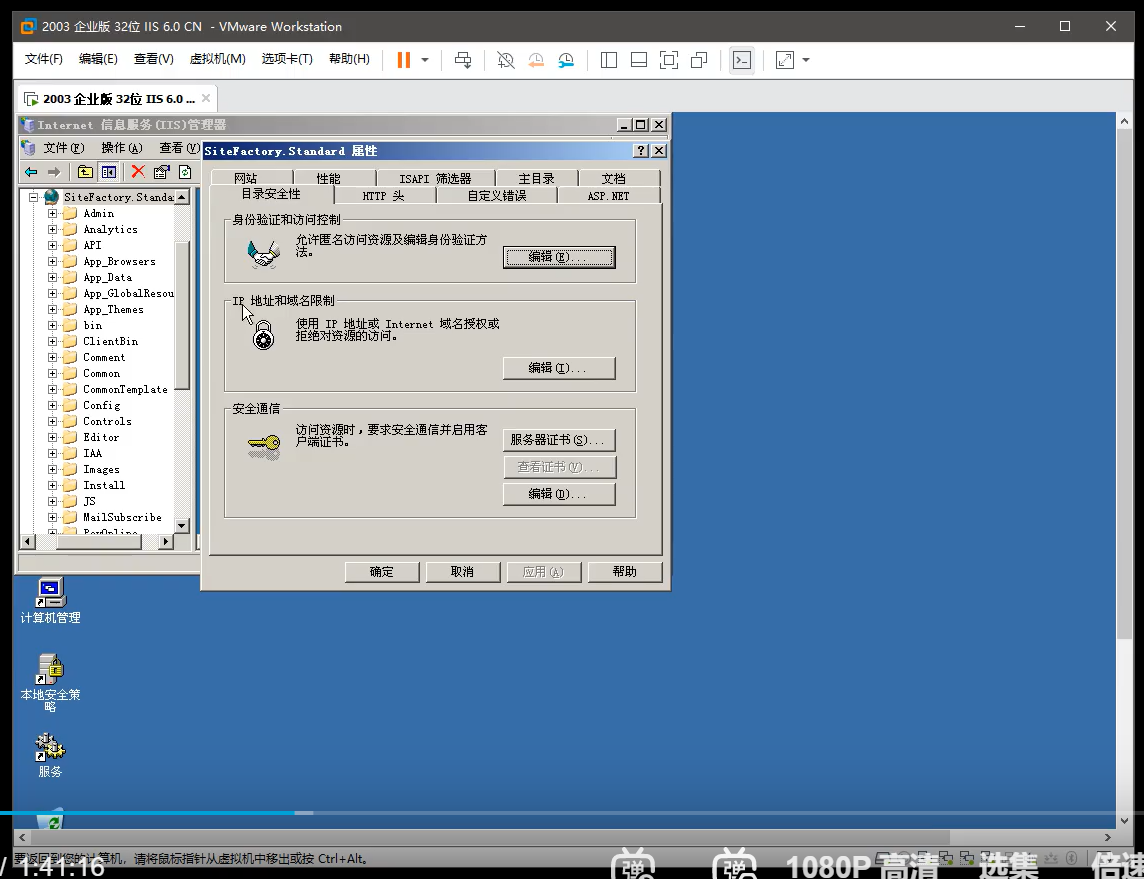 2003 企业版 32位 IIS 6.0 CN - VMware Workstation
文件(F) 编辑(E) 查看(V) 虚拟机(M) 选项卡(T) 帮助(H)
2003 企业版 32位 IIS 6.0 ...
Internet 信息服务(IIS)管理器
文件(F) 操作(A) 查看(V)
SiteFactory.Standard 属性
网站 性能 ISAPI 筛选器 主目录 文档
目录安全性 HTTP 头 自定义错误 ASP.NET
SiteFactory.Standa
Admin
Analytics
API
App_Browsers
App_Data
App_GlobalResou
App_Themes
bin
ClientBin
Comment
Common
CommonTemplate
Config
Controls
Editor
IAA
Images
Install
JS
MailSubscribe
PayOnline
身份验证和访问控制
允许匿名访问资源及编辑身份验证方
法。
编辑(E)...
IP 地址和域名限制
使用 IP 地址或 Internet 域名授权或
拒绝对资源的访问。
编辑(I)...
安全通信
访问资源时，要求安全通信并启用客
户端证书。
服务器证书(S)...
查看证书(V)...
编辑(D)...
确定 取消 应用(A) 帮助
计算机管理
本地安全策
略
服务
要返回到您的计算机，请将鼠标指针从虚拟机中移出或按 Ctrl+Alt。
/ 1:41:16 弹 弹 1080P 高清 选集 倍速